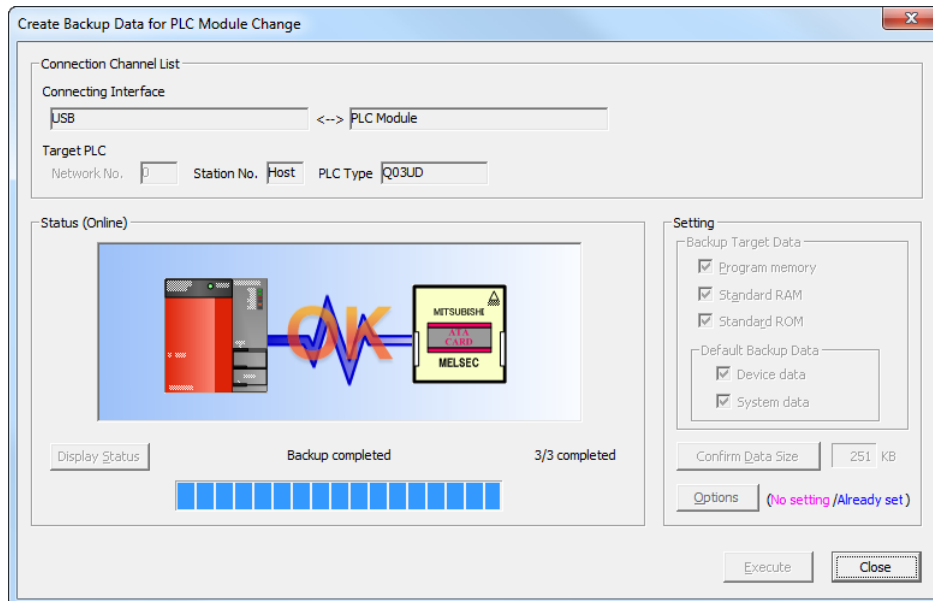 Create Backup Data for PLC Module Change
Connection Channel List
Connecting Interface
USB <--> PLC Module
Target PLC
Network No. 0 Station No. Host PLC Type Q03UD
Status (Online)
OK
MITSUBISHI
ATA
CARD
MELSEC
Display Status Backup completed 3/3 completed
Setting
Backup Target Data
Program memory
Standard RAM
Standard ROM
Default Backup Data
Device data
System data
Confirm Data Size 251 KB
Options (No setting /Already set )
Execute Close